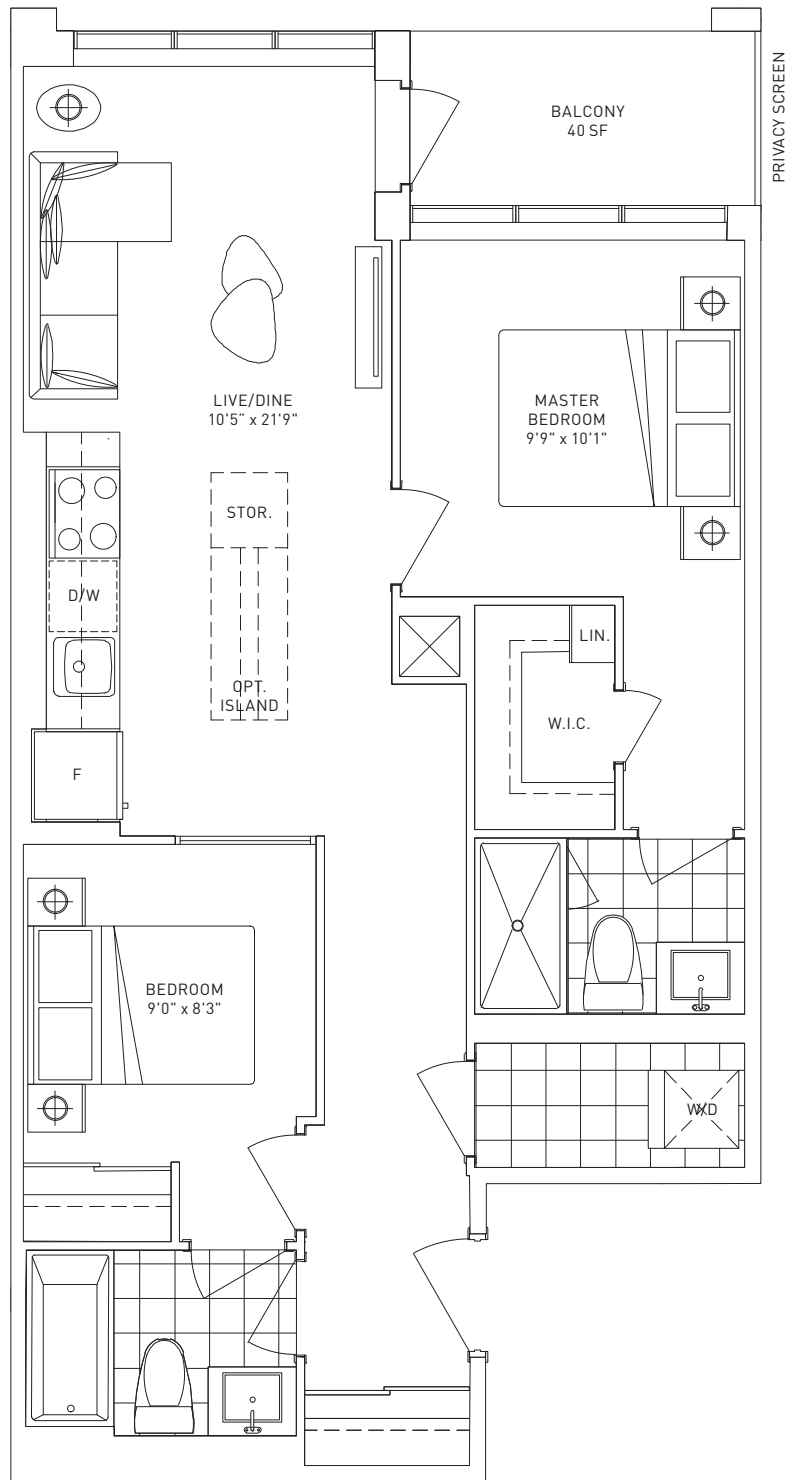 BALCONY
40 SF
PRIVACY SCREEN
LIVE/DINE
10'5" x 21'9"
MASTER
BEDROOM
9'9" x 10'1"
STOR.
D/W
LIN.
OPT.
ISLAND
W.I.C.
F
BEDROOM
9'0" x 8'3"
W/D